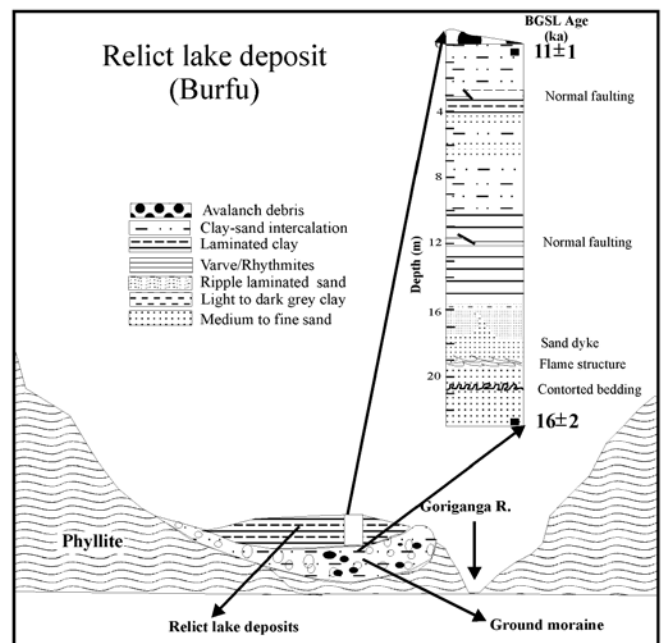 Relict lake deposit
(Burfu)
BGSL Age
(ka)
11±1
0
Normal faulting
4
8
Depth (m)
12
Normal faulting
16
Sand dyke
Flame structure
20
Contorted bedding
16±2
Avalanch debris
Clay-sand intercalation
Laminated clay
Varve/Rhythmites
Ripple laminated sand
Light to dark grey clay
Medium to fine sand
Goriganga R.
Phyllite
Relict lake deposits
Ground moraine